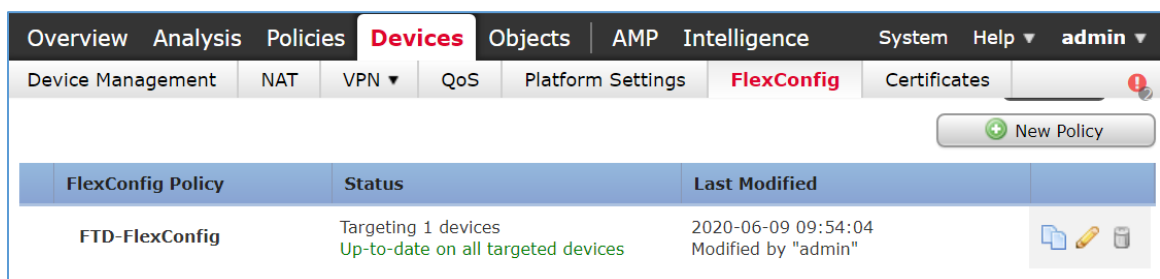 Overview Analysis Policies Devices Objects AMP Intelligence System Help admin
Device Management NAT VPN QoS Platform Settings FlexConfig Certificates
New Policy
FlexConfig Policy Status Last Modified
FTD-FlexConfig Targeting 1 devices 2020-06-09 09:54:04
Up-to-date on all targeted devices Modified by "admin"